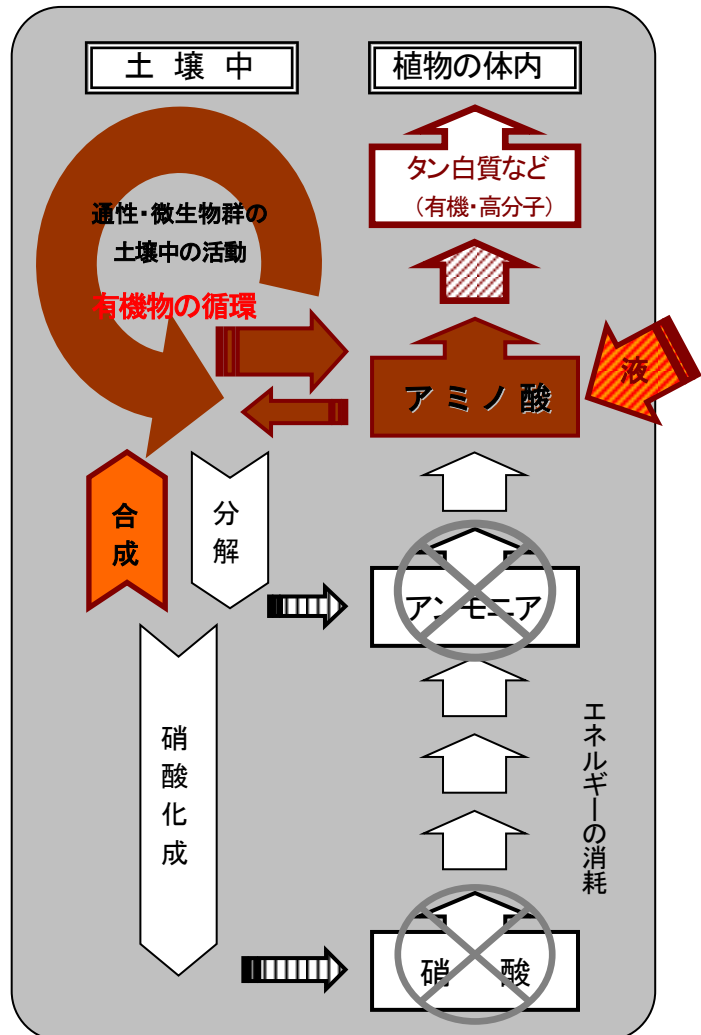 土壌中
植物の体内
タン白質など
（有機・高分子）
通性・微生物群の
土壌中の活動
有機物の循環
アミノ酸
液
合成
分解
アンモニア
硝酸化成
エネルギーの消耗
硝酸